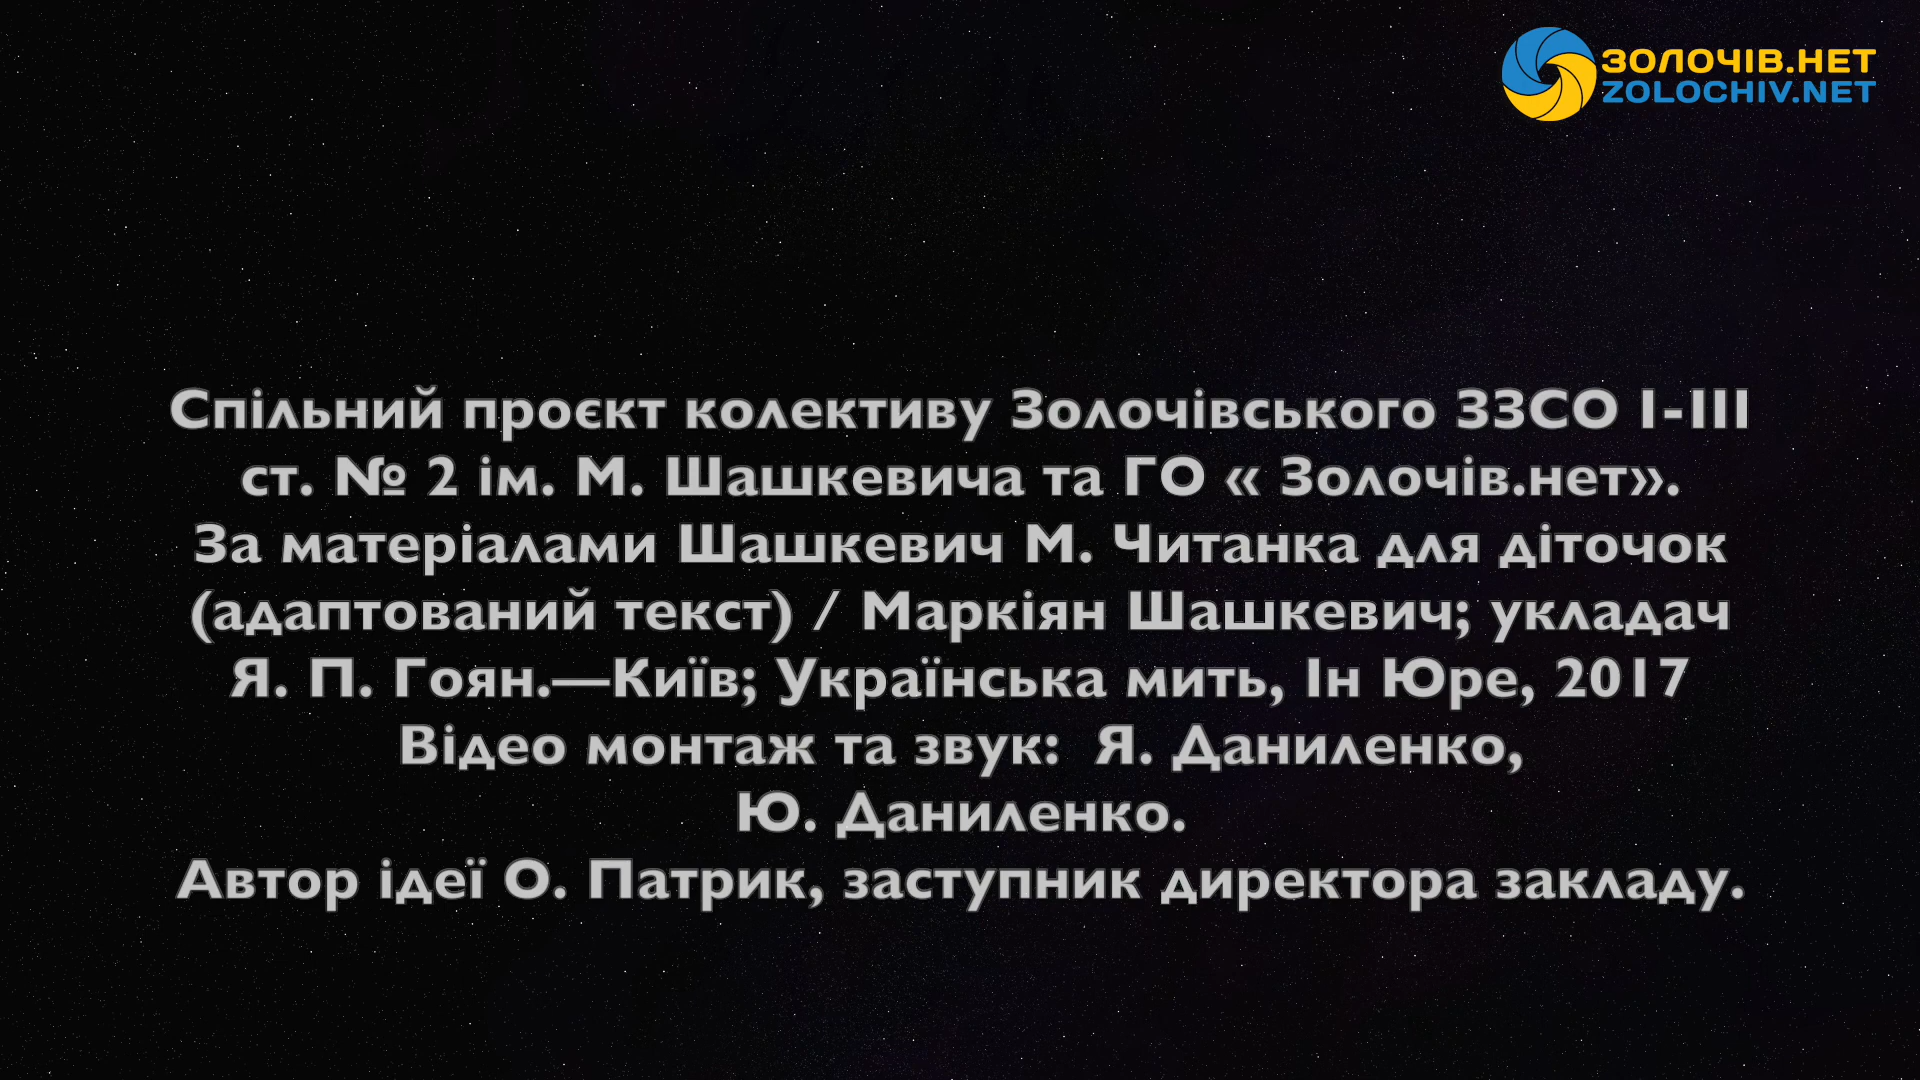 ЗОЛОЧІВ.НЕТ
ZOLOCHIV.NET
Спільний проєкт колективу Золочівського ЗЗСО І-ІІІ
ст. № 2 ім. М. Шашкевича та ГО « Золочів.нет».
За матеріалами Шашкевич М. Читанка для діточок
(адаптований текст) / Маркіян Шашкевич; укладач
Я. П. Гоян.—Київ; Українська мить, Ін Юре, 2017
Відео монтаж та звук:  Я. Даниленко,
Ю. Даниленко.
Автор ідеї О. Патрик, заступник директора закладу.